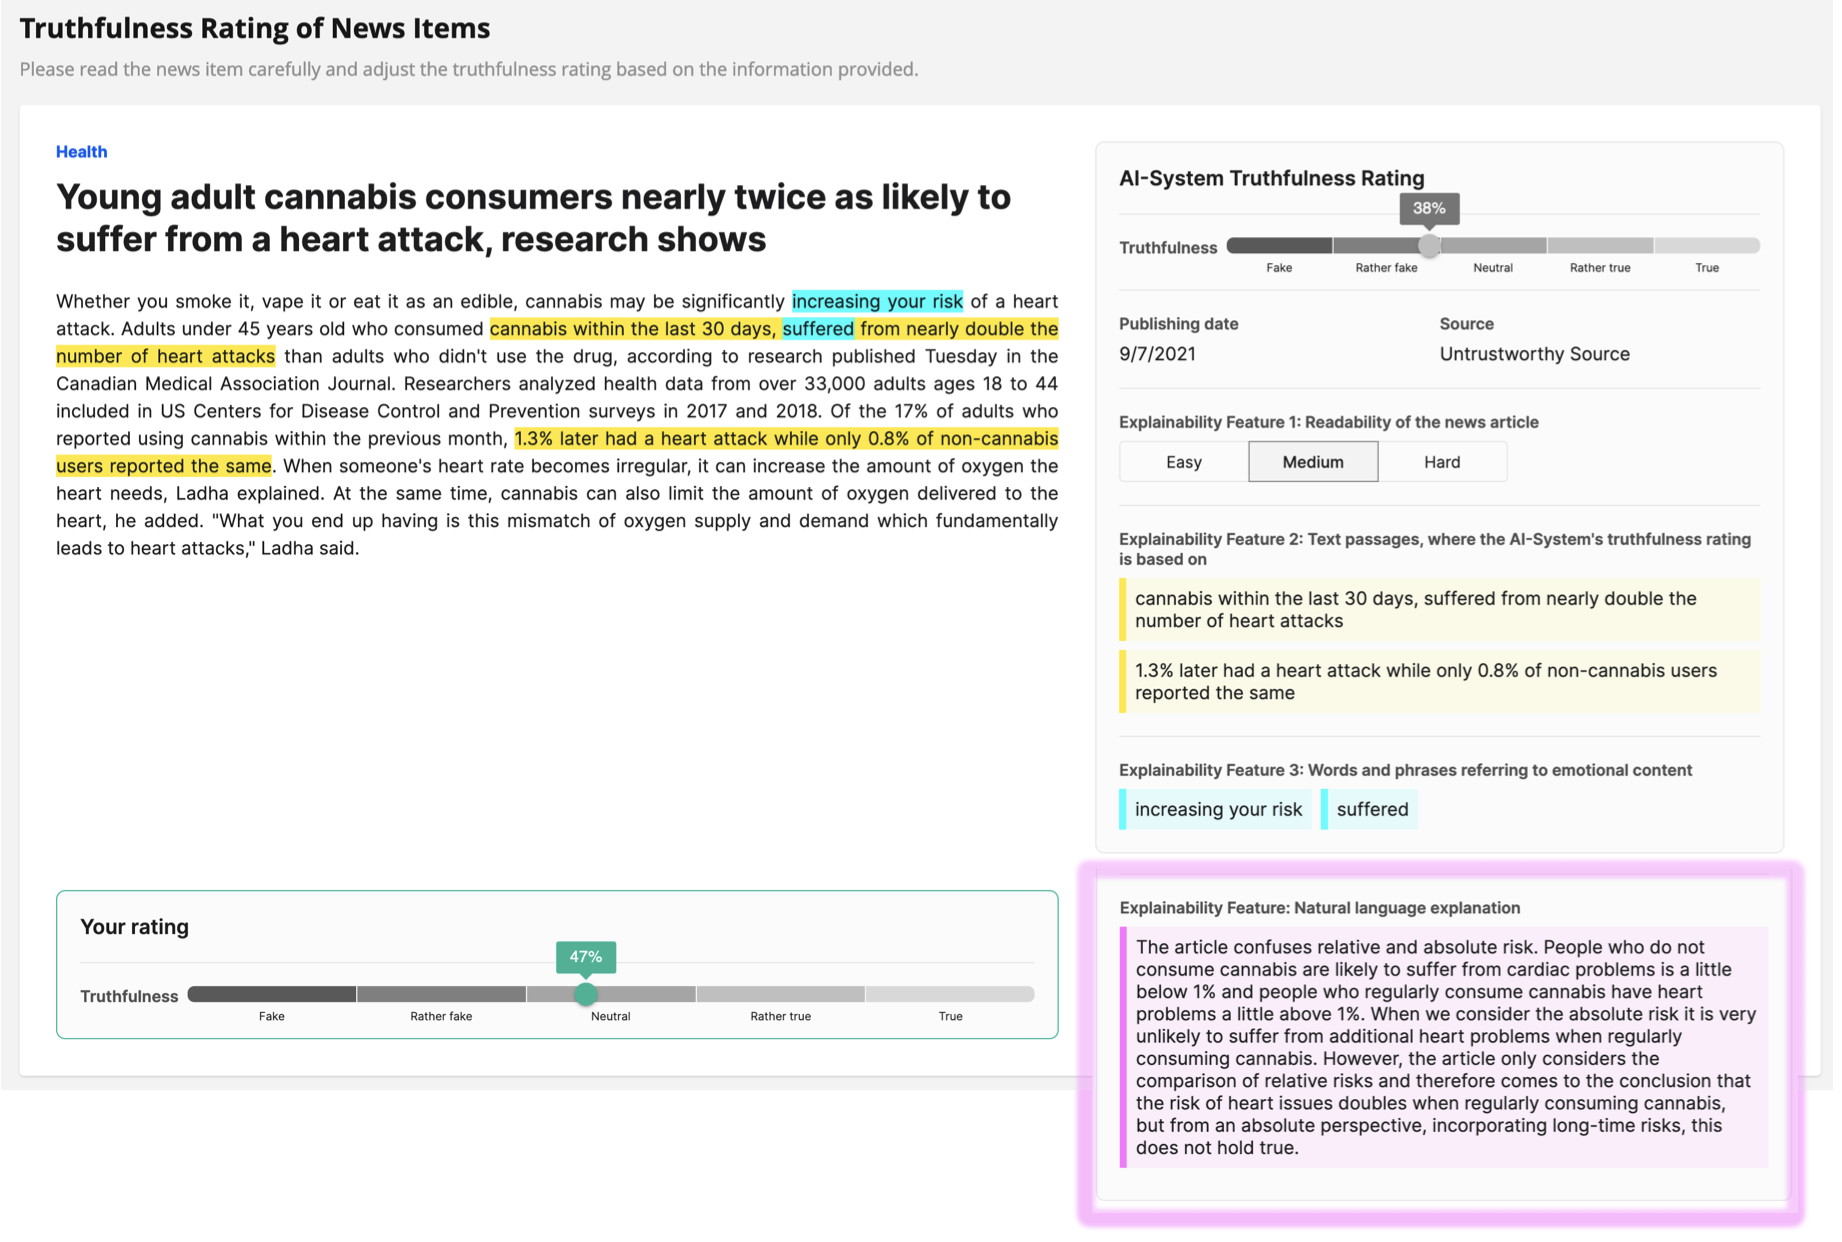 Truthfulness Rating of News Items
Please read the news item carefully and adjust the truthfulness rating based on the information provided.
Health
Young adult cannabis consumers nearly twice as likely to
suffer from a heart attack, research shows
Whether you smoke it, vape it or eat it as an edible, cannabis may be significantly increasing your risk of a heart
attack. Adults under 45 years old who consumed cannabis within the last 30 days, suffered from nearly double the
number of heart attacks than adults who didn't use the drug, according to research published Tuesday in the
Canadian Medical Association Journal. Researchers analyzed health data from over 33,000 adults ages 18 to 44
included in US Centers for Disease Control and Prevention surveys in 2017 and 2018. Of the 17% of adults who
reported using cannabis within the previous month, 1.3% later had a heart attack while only 0.8% of non-cannabis
users reported the same. When someone's heart rate becomes irregular, it can increase the amount of oxygen the
heart needs, Ladha explained. At the same time, cannabis can also limit the amount of oxygen delivered to the
heart, he added. "What you end up having is this mismatch of oxygen supply and demand which fundamentally
leads to heart attacks," Ladha said.
Your rating
47%
Truthfulness
Fake Rather fake Neutral Rather true True
AI-System Truthfulness Rating
38%
Truthfulness
Fake Rather fake Neutral Rather true True
Publishing date Source
9/7/2021 Untrustworthy Source
Explainability Feature 1: Readability of the news article
Easy Medium Hard
Explainability Feature 2: Text passages, where the AI-System's truthfulness rating
is based on
cannabis within the last 30 days, suffered from nearly double the
number of heart attacks
1.3% later had a heart attack while only 0.8% of non-cannabis users
reported the same
Explainability Feature 3: Words and phrases referring to emotional content
increasing your risk suffered
Explainability Feature: Natural language explanation
The article confuses relative and absolute risk. People who do not
consume cannabis are likely to suffer from cardiac problems is a little
below 1% and people who regularly consume cannabis have heart
problems a little above 1%. When we consider the absolute risk it is very
unlikely to suffer from additional heart problems when regularly
consuming cannabis. However, the article only considers the
comparison of relative risks and therefore comes to the conclusion that
the risk of heart issues doubles when regularly consuming cannabis,
but from an absolute perspective, incorporating long-time risks, this
does not hold true.